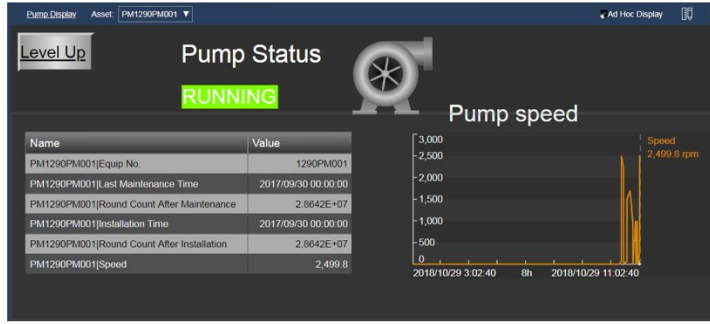 Pump Display Asset: PM1290PM001 ▼ Ad Hoc Display
Level Up
Pump Status
RUNNING
Pump speed
Name Value
PM1290PM001|Equip No. 1290PM001
PM1290PM001|Last Maintenance Time 2017/09/30 00:00:00
PM1290PM001|Round Count After Maintenance 2.8642E+07
PM1290PM001|Installation Time 2017/09/30 00:00:00
PM1290PM001|Round Count After Installation 2.8642E+07
PM1290PM001|Speed 2,499.8
3,000
2,500
2,000
1,500
1,000
500
0
Speed
2,499.8 rpm
2018/10/29 3:02:40 8h 2018/10/29 11:02:40